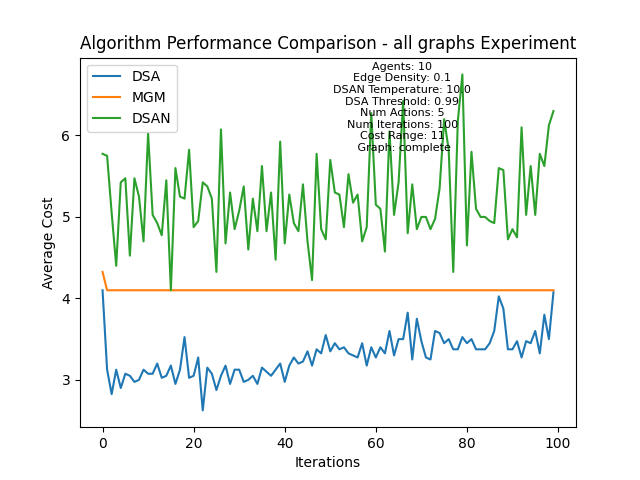 Algorithm Performance Comparison - all graphs Experiment
DSA
MGM
DSAN
Agents: 10
Edge Density: 0.1
DSAN Temperature: 10.0
DSA Threshold: 0.99
Num Actions: 5
Num Iterations: 100
Cost Range: 11
Graph: complete
Average Cost
6
5
4
3
0
20
40
60
80
100
Iterations